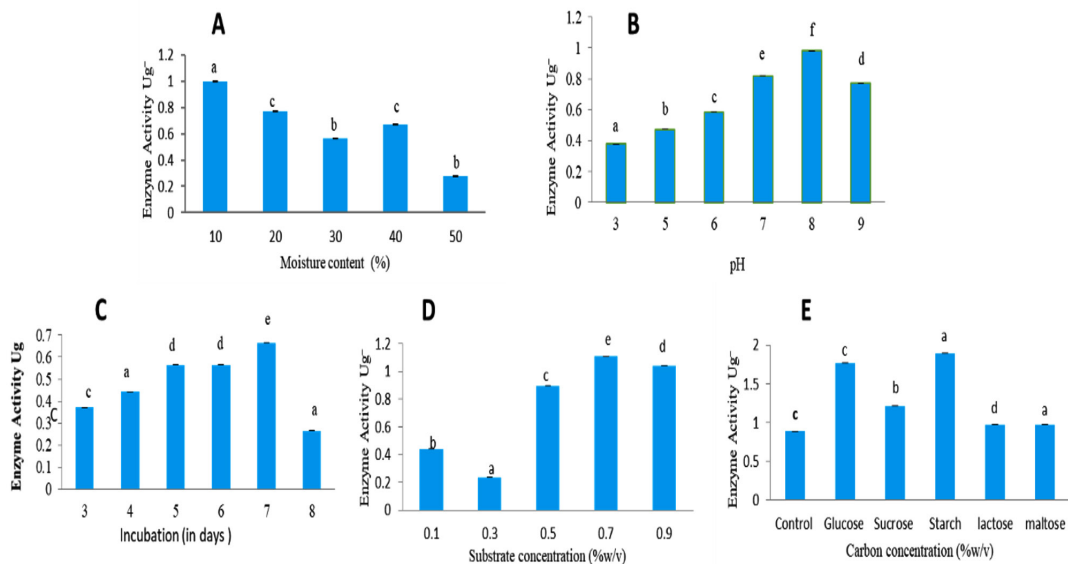 A
Enzyme Activity Ug⁻
1.2
1
0.8
0.6
0.4
0.2
0
a
c
b
c
b
10 20 30 40 50
Moisture content (%)
B
Enzyme Activity Ug⁻
1.2
1
0.8
0.6
0.4
0.2
0
a
b
c
e
f
d
3 5 6 7 8 9
pH
C
Enzyme Activity Ug
0.7
0.6
0.5
0.4
C
0.3
0.2
0.1
0
c
a
d
d
e
a
3 4 5 6 7 8
Incubation (in days )
D
Enzyme Activity Ug⁻
1.2
1
0.8
0.6
0.4
0.2
0
b
a
c
e
d
0.1 0.3 0.5 0.7 0.9
Substrate concentration (%w/v)
E
Enzyme Activity Ug⁻
2
1.5
1
0.5
0
c
c
b
a
d
a
Control Glucose Sucrose Starch lactose maltose
Carbon concentration (%w/v)